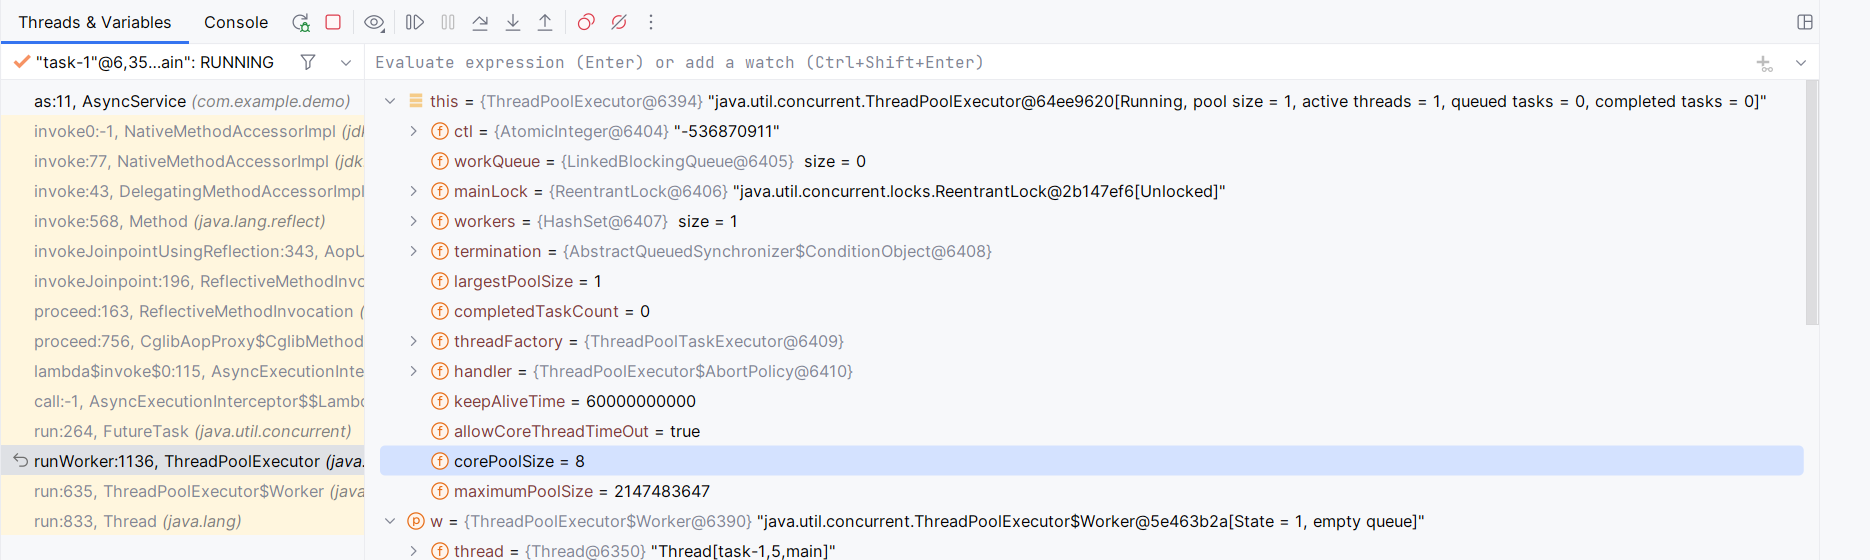 Threads & Variables Console
"task-1"@6,35...ain": RUNNING
Evaluate expression (Enter) or add a watch (Ctrl+Shift+Enter)
as:11, AsyncService (com.example.demo)
invoke0:-1, NativeMethodAccessorImpl (jdk
invoke:77, NativeMethodAccessorImpl (jdk
invoke:43, DelegatingMethodAccessorImpl
invoke:568, Method (java.lang.reflect)
invokeJoinpointUsingReflection:343, AopU
invokeJoinpoint:196, ReflectiveMethodInvo
proceed:163, ReflectiveMethodInvocation (
proceed:756, CglibAopProxy$CglibMethod
lambda$invoke$0:115, AsyncExecutionInte
call:-1, AsyncExecutionInterceptor$$Lambd
run:264, FutureTask (java.util.concurrent)
runWorker:1136, ThreadPoolExecutor (java.
run:635, ThreadPoolExecutor$Worker (java
run:833, Thread (java.lang)
this = {ThreadPoolExecutor@6394} "java.util.concurrent.ThreadPoolExecutor@64ee9620[Running, pool size = 1, active threads = 1, queued tasks = 0, completed tasks = 0]"
f ctl = {AtomicInteger@6404} "-536870911"
f workQueue = {LinkedBlockingQueue@6405} size = 0
f mainLock = {ReentrantLock@6406} "java.util.concurrent.locks.ReentrantLock@2b147ef6[Unlocked]"
f workers = {HashSet@6407} size = 1
f termination = {AbstractQueuedSynchronizer$ConditionObject@6408}
f largestPoolSize = 1
f completedTaskCount = 0
f threadFactory = {ThreadPoolTaskExecutor@6409}
f handler = {ThreadPoolExecutor$AbortPolicy@6410}
f keepAliveTime = 60000000000
f allowCoreThreadTimeOut = true
f corePoolSize = 8
f maximumPoolSize = 2147483647
p w = {ThreadPoolExecutor$Worker@6390} "java.util.concurrent.ThreadPoolExecutor$Worker@5e463b2a[State = 1, empty queue]"
f thread = {Thread@6350} "Thread[task-1,5,main]"